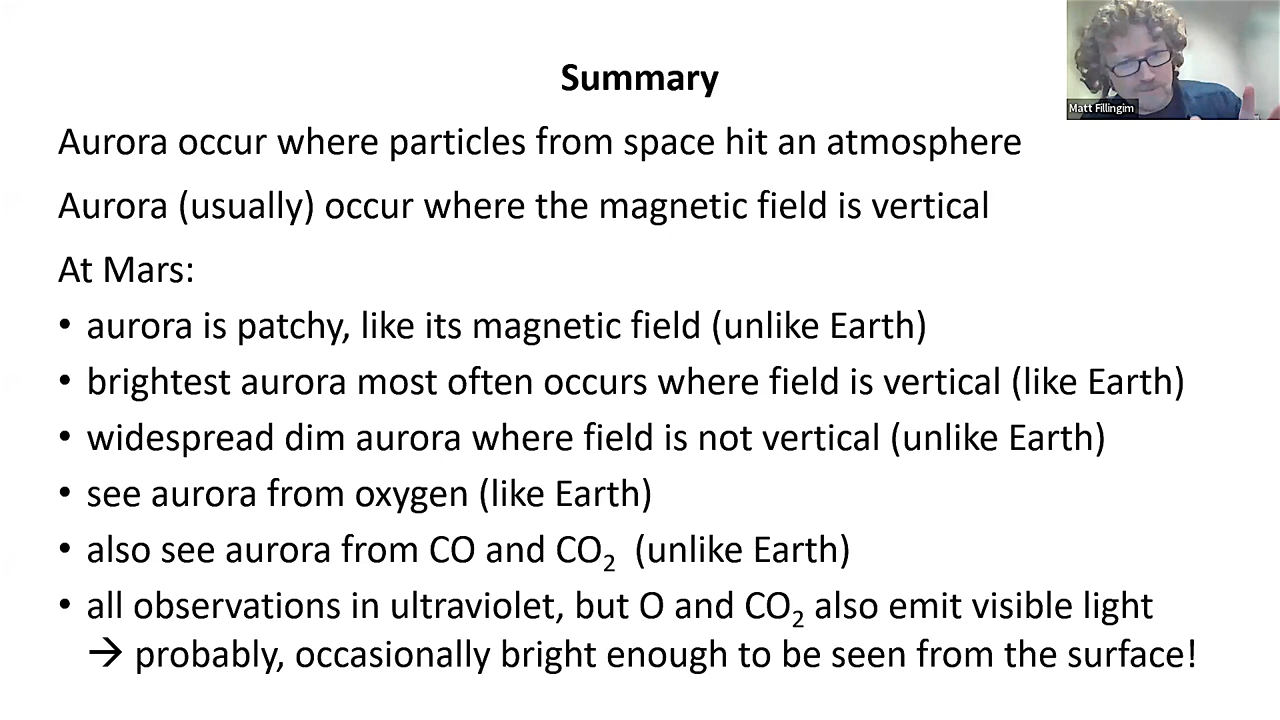 Summary
Matt Fillingim
Aurora occur where particles from space hit an atmosphere
Aurora (usually) occur where the magnetic field is vertical
At Mars:
• aurora is patchy, like its magnetic field (unlike Earth)
• brightest aurora most often occurs where field is vertical (like Earth)
• widespread dim aurora where field is not vertical (unlike Earth)
• see aurora from oxygen (like Earth)
• also see aurora from CO and CO₂ (unlike Earth)
• all observations in ultraviolet, but O and CO₂ also emit visible light
→ probably, occasionally bright enough to be seen from the surface!